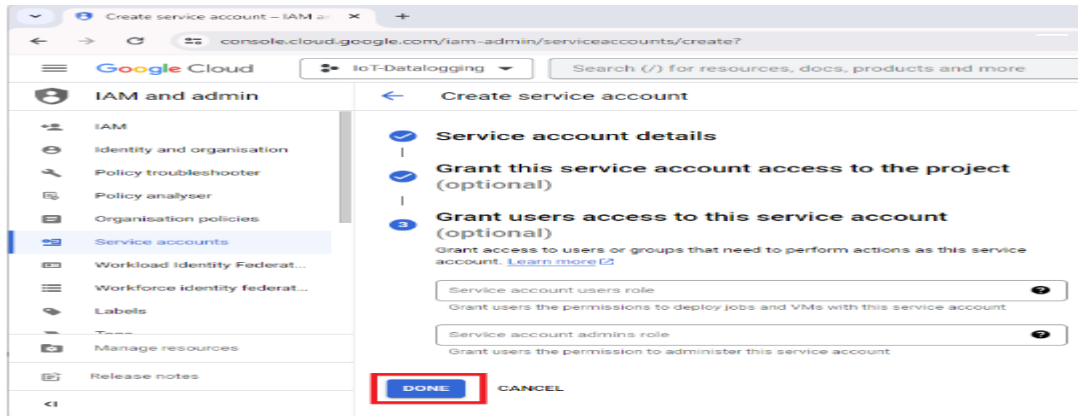 Create service account – IAM a
console.cloud.google.com/iam-admin/serviceaccounts/create?
Google Cloud
IoT-Datalogging
Search (/) for resources, docs, products and more
IAM and admin
Create service account
IAM
Identity and organisation
Policy troubleshooter
Policy analyser
Organisation policies
Service accounts
Workload Identity Federat...
Workforce identity federat...
Labels
Tags
Manage resources
Release notes
Service account details
Grant this service account access to the project
(optional)
3
Grant users access to this service account
(optional)
Grant access to users or groups that need to perform actions as this service
account. Learn more
Service account users role
Grant users the permissions to deploy jobs and VMs with this service account
Service account admins role
Grant users the permission to administer this service account
DONE
CANCEL